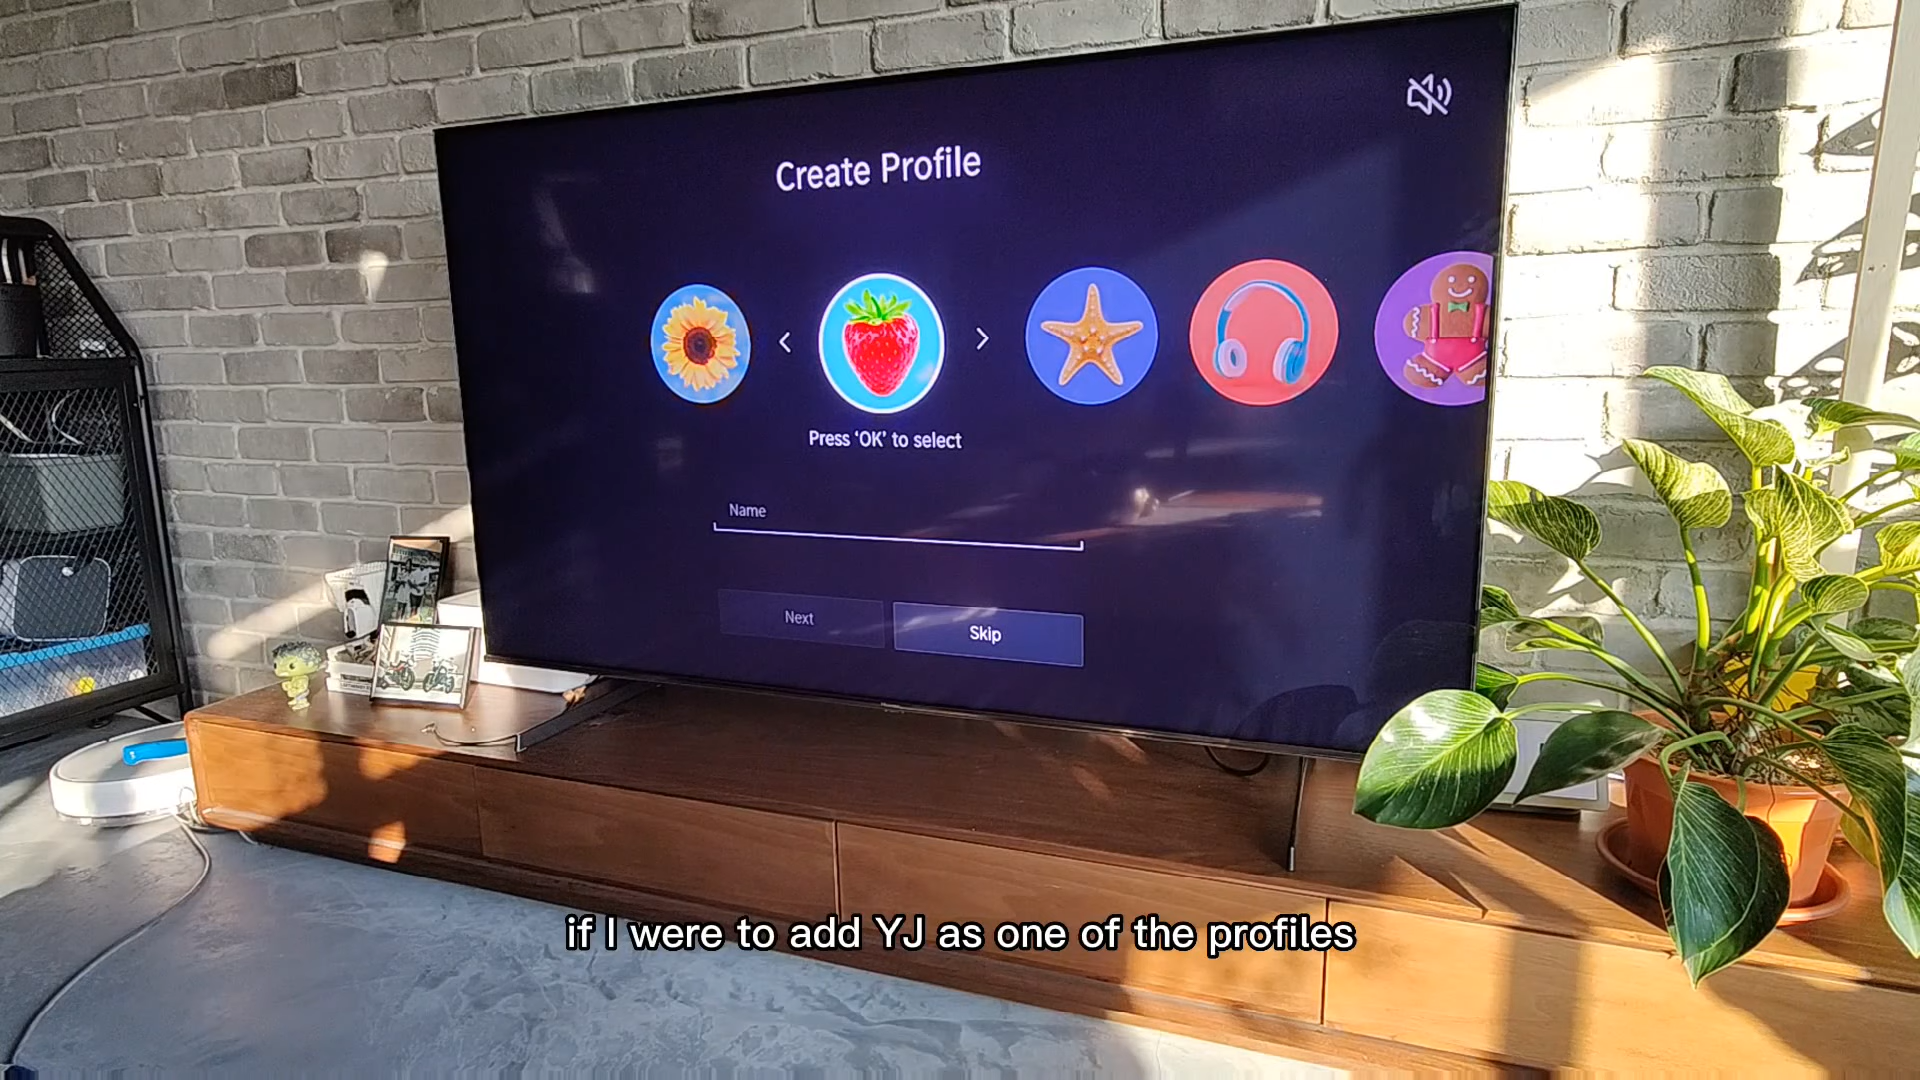 Create Profile
Press ‘OK’ to select
Name
Next
Skip
if I were to add YJ as one of the profiles